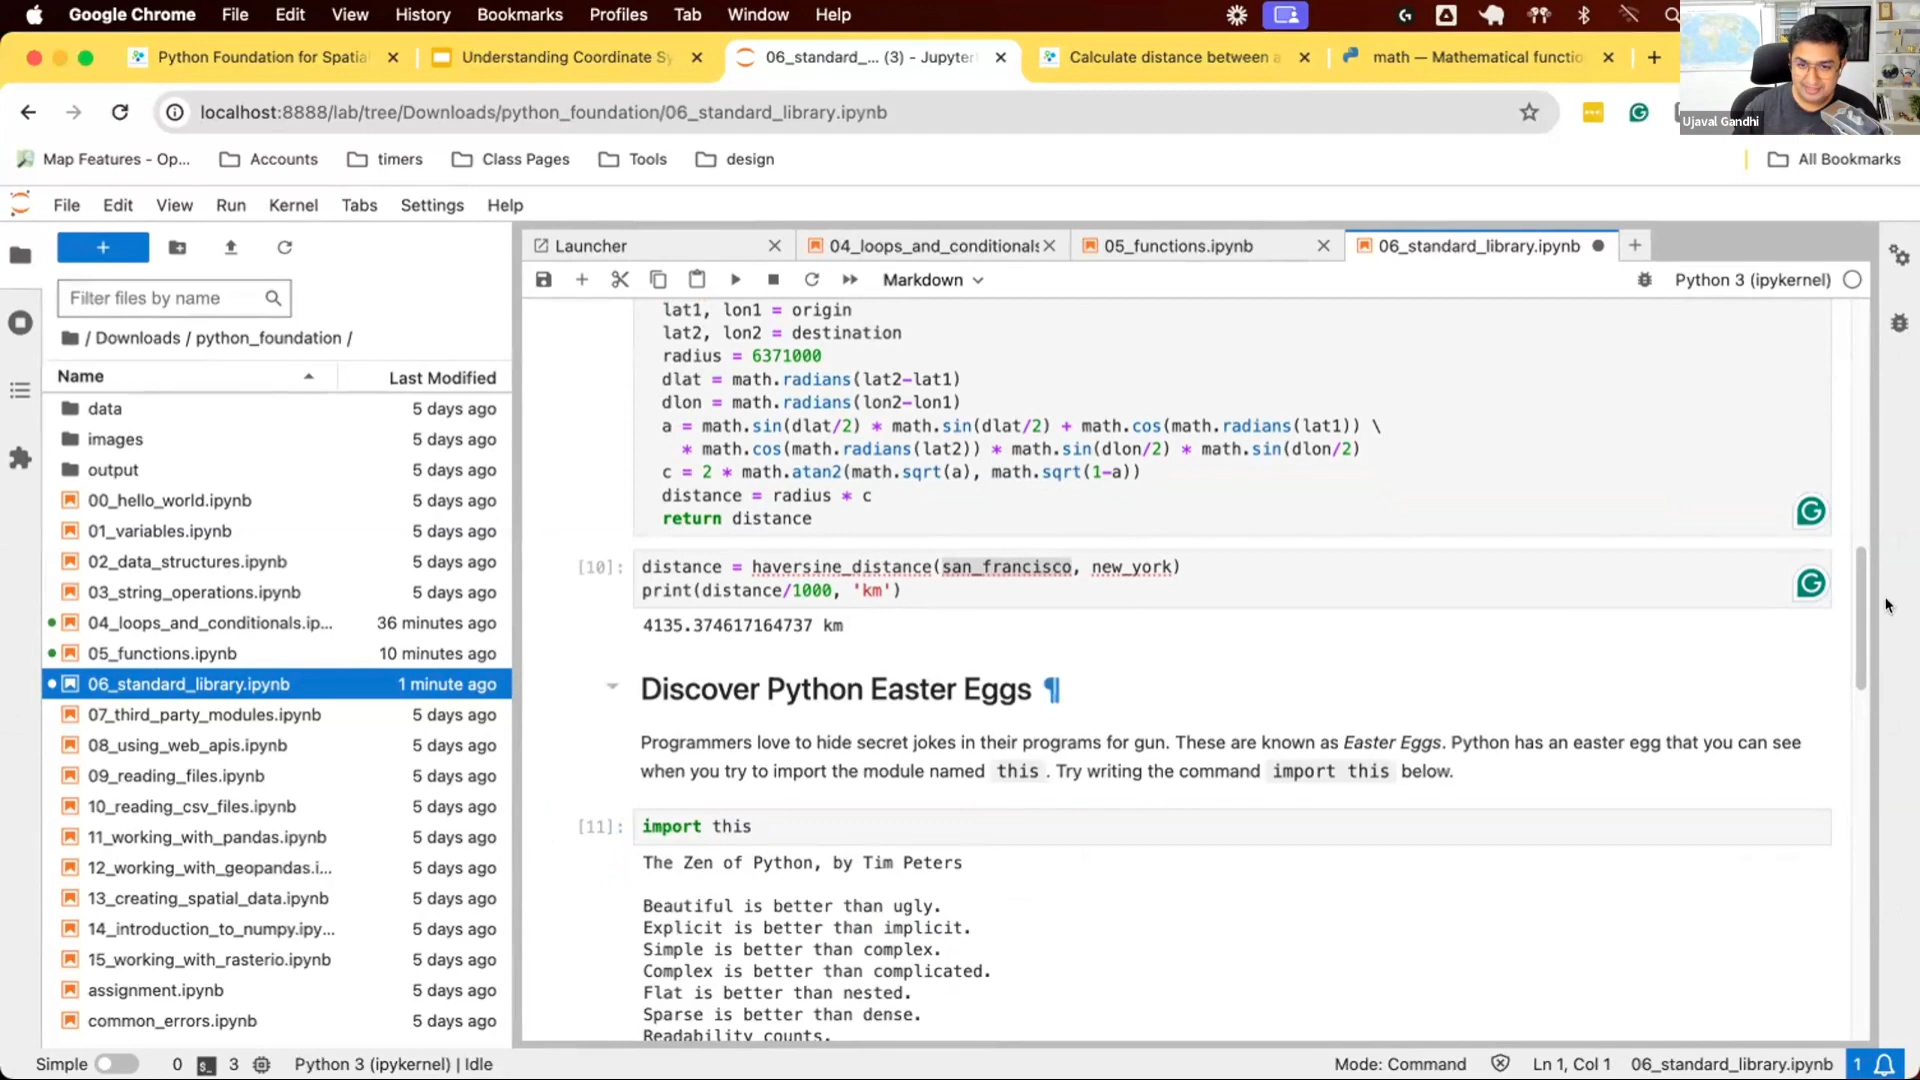 Google Chrome File Edit View History Bookmarks Profiles Tab Window Help
Python Foundation for Spatia
Understanding Coordinate Sy
06_standard_... (3) - Jupyter
Calculate distance between a
math — Mathematical functio
localhost:8888/lab/tree/Downloads/python_foundation/06_standard_library.ipynb
Ujaval Gandhi
Map Features - Op...
Accounts
timers
Class Pages
Tools
design
All Bookmarks
File Edit View Run Kernel Tabs Settings Help
Filter files by name
/ Downloads / python_foundation /
Name Last Modified
data 5 days ago
images 5 days ago
output 5 days ago
00_hello_world.ipynb 5 days ago
01_variables.ipynb 5 days ago
02_data_structures.ipynb 5 days ago
03_string_operations.ipynb 5 days ago
04_loops_and_conditionals.ip... 36 minutes ago
05_functions.ipynb 10 minutes ago
06_standard_library.ipynb 1 minute ago
07_third_party_modules.ipynb 5 days ago
08_using_web_apis.ipynb 5 days ago
09_reading_files.ipynb 5 days ago
10_reading_csv_files.ipynb 5 days ago
11_working_with_pandas.ipynb 5 days ago
12_working_with_geopandas.i... 5 days ago
13_creating_spatial_data.ipynb 5 days ago
14_introduction_to_numpy.ipy... 5 days ago
15_working_with_rasterio.ipynb 5 days ago
assignment.ipynb 5 days ago
common_errors.ipynb 5 days ago
Launcher
04_loops_and_conditionals
05_functions.ipynb
06_standard_library.ipynb
Markdown
Python 3 (ipykernel)
lat1, lon1 = origin
lat2, lon2 = destination
radius = 6371000
dlat = math.radians(lat2-lat1)
dlon = math.radians(lon2-lon1)
a = math.sin(dlat/2) * math.sin(dlat/2) + math.cos(math.radians(lat1)) \
* math.cos(math.radians(lat2)) * math.sin(dlon/2) * math.sin(dlon/2)
c = 2 * math.atan2(math.sqrt(a), math.sqrt(1-a))
distance = radius * c
return distance
[10]: distance = haversine_distance(san_francisco, new_york)
print(distance/1000, 'km')
4135.374617164737 km
Discover Python Easter Eggs ¶
Programmers love to hide secret jokes in their programs for gun. These are known as Easter Eggs. Python has an easter egg that you can see
when you try to import the module named this . Try writing the command import this below.
[11]: import this
The Zen of Python, by Tim Peters
Beautiful is better than ugly.
Explicit is better than implicit.
Simple is better than complex.
Complex is better than complicated.
Flat is better than nested.
Sparse is better than dense.
Readability counts.
Simple 0 3 Python 3 (ipykernel) | Idle Mode: Command Ln 1, Col 1 06_standard_library.ipynb 1